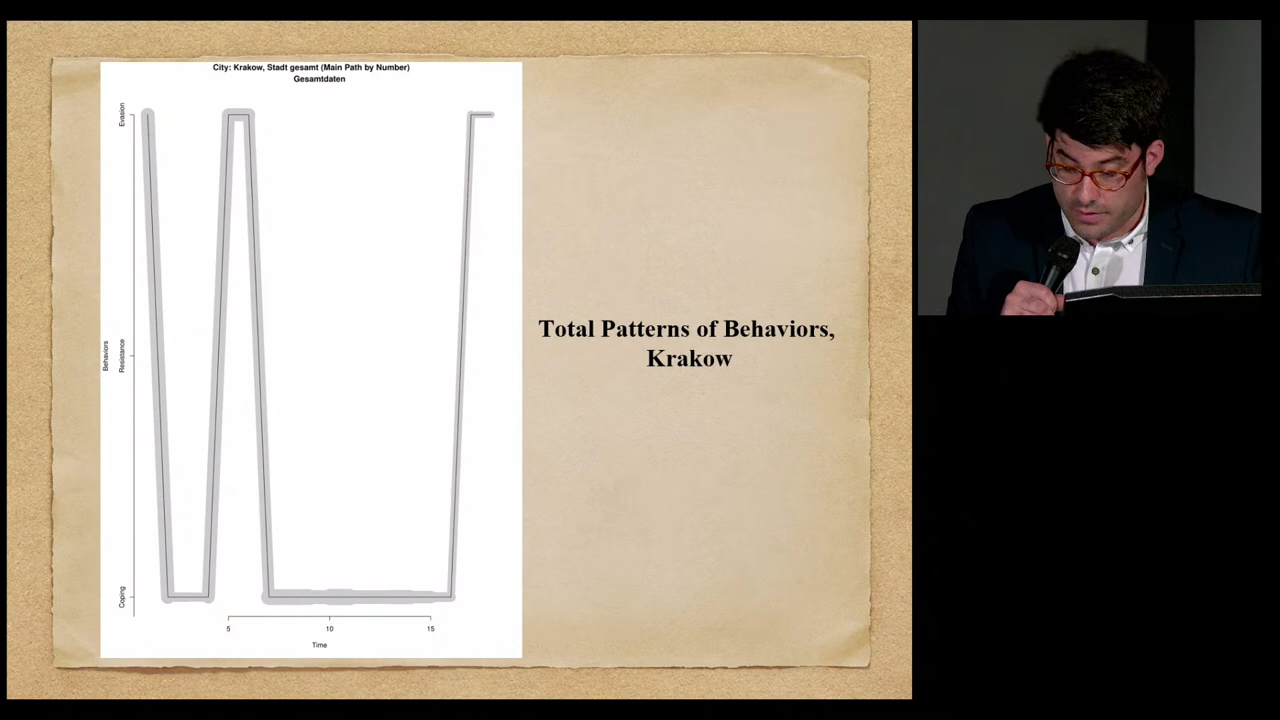 City: Krakow, Stadt gesamt (Main Path by Number)
Gesamtdaten
Evasion
Resistance
Behaviors
Coping
5
10
15
Time
Total Patterns of Behaviors,
Krakow